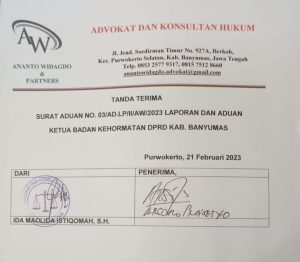 AW
ANANTO WIDAGDO
&
PARTNERS
ADVOKAT DAN KONSULTAN HUKUM
Jl. Jend. Soedirman Timur No. 927A, Berkoh,
Kec. Purwokerto Selatan, Kab. Banyumas, Jawa Tengah
Telp. 0853 2577 9317 , 0815 7512 8660
anantowidagdo.advokat@gmail.com
TANDA TERIMA
SURAT ADUAN NO. 03/AD.LP/II/AW/2023 LAPORAN DAN ADUAN
KETUA BADAN KEHORMATAN DPRD KAB. BANYUMAS
Purwokerto, 21 Februari 2023
DARI
PENERIMA,
IDA MADLIDA ISTIQOMAH, S.H.